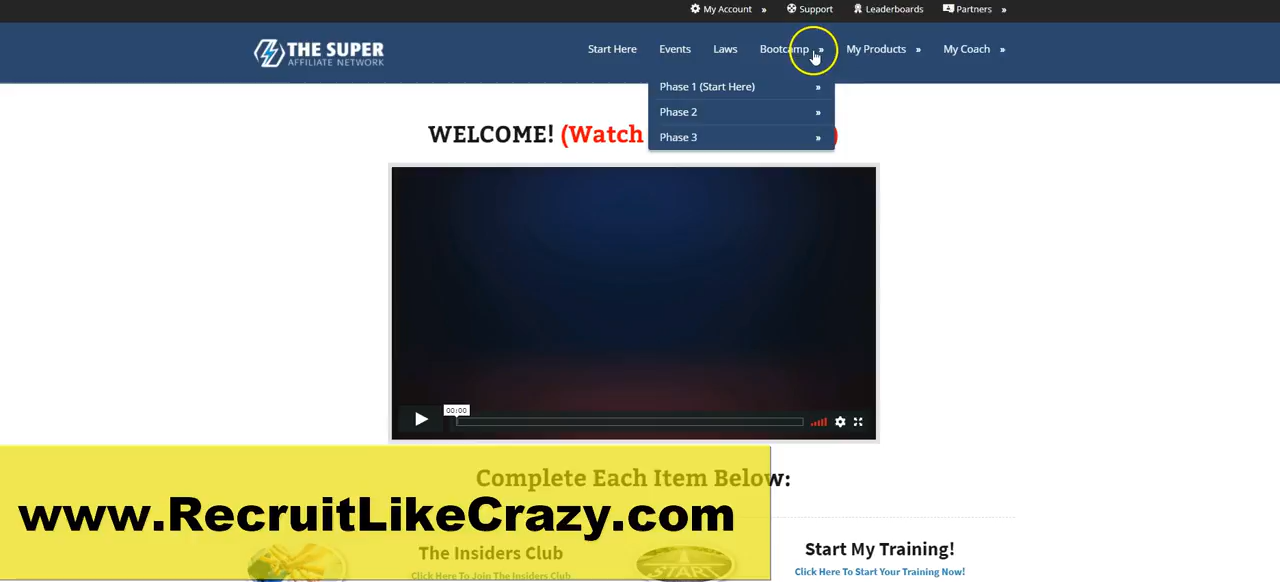 My Account » Support Leaderboards Partners »
THE SUPER
AFFILIATE NETWORK
Start Here Events Laws Bootcamp » My Products » My Coach »
Phase 1 (Start Here) »
Phase 2 »
Phase 3 »
WELCOME! (Watch )
00:00
Complete Each Item Below:
www.RecruitLikeCrazy.com
The Insiders Club
Click Here To Join The Insiders Club
START
Start My Training!
Click Here To Start Your Training Now!